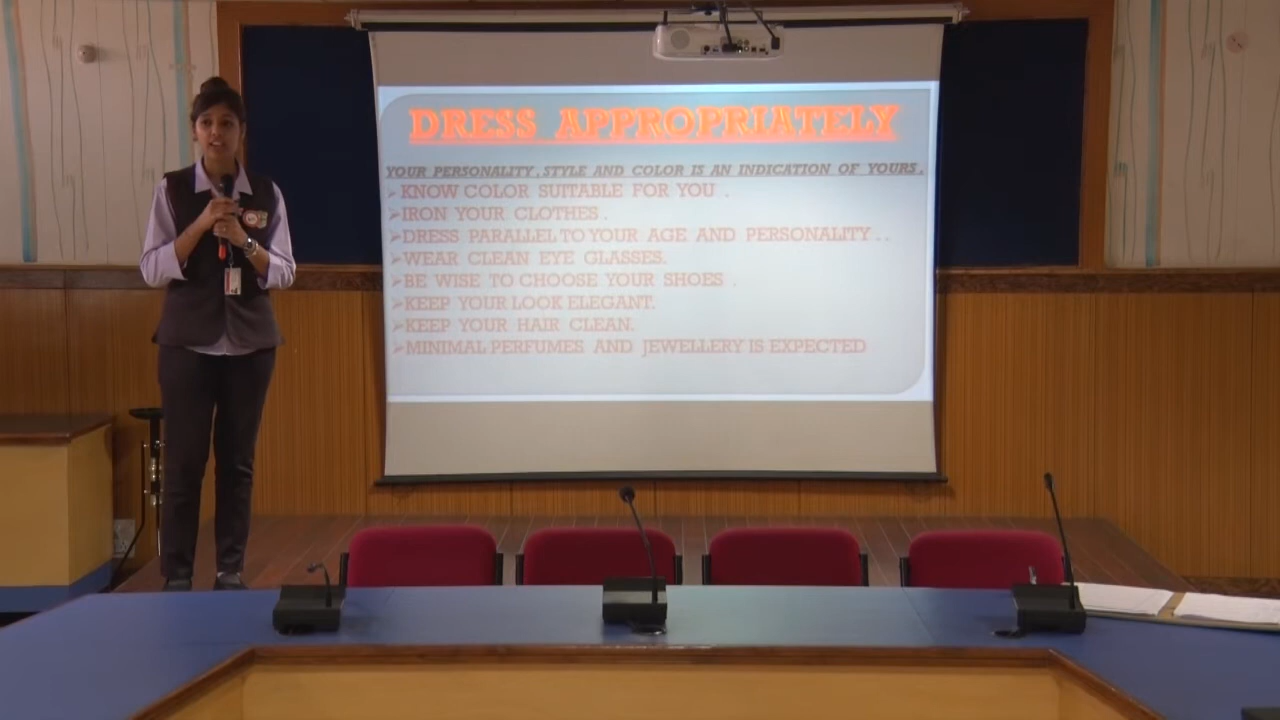 DRESS APPROPRIATELY
YOUR PERSONALITY, STYLE AND COLOR IS AN INDICATION OF YOURS.
➢KNOW COLOR SUITABLE FOR YOU .
➢IRON YOUR CLOTHES .
➢DRESS PARALLEL TO YOUR AGE AND PERSONALITY . .
➢WEAR CLEAN EYE GLASSES.
➢BE WISE TO CHOOSE YOUR SHOES .
➢KEEP YOUR LOOK ELEGANT.
➢KEEP YOUR HAIR CLEAN.
➢MINIMAL PERFUMES AND JEWELLERY IS EXPECTED